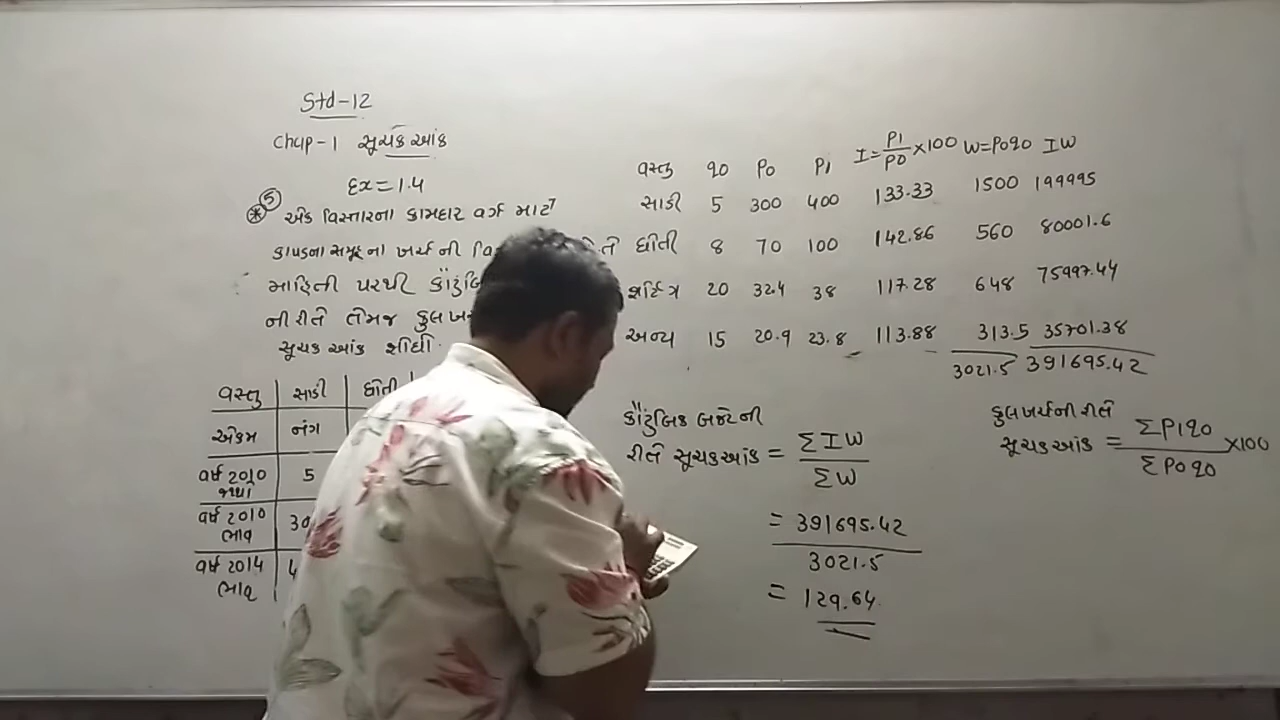 Std-12
Chap-1 સૂચક આંક
Ex=1.4
* 5 એક વિસ્તારના કામદાર વર્ગ માટે
કાપડના સમૂહના ખર્ચની
માહિતી પરથી
ની રીતે તેમજ કુલ
સૂચક આંક શોધો.
વસ્તુ સાડી ધોતી
એકમ નંગ
વર્ષ 2010 જથ્થો 5
વર્ષ 2010 ભાવ
વર્ષ 2014 ભાવ
વસ્તુ q0 P0 P1 I=P1/P0×100 W=P0q0 IW
સાડી 5 300 400 133.33 1500 199995
ધોતી 8 70 100 142.86 560 80001.6
શર્ટિંગ 20 32.4 38 117.28 648 75997.44
અન્ય 15 20.9 23.8 113.88 313.5 35701.38
3021.5 391695.42
કૌટુંબિક બજેટની
રીતે સૂચકઆંક = ΣIW/ΣW
= 391695.42/3021.5
= 129.64
કુલખર્ચની રીતે
સૂચકઆંક = ΣP1q0/ΣP0q0 ×100